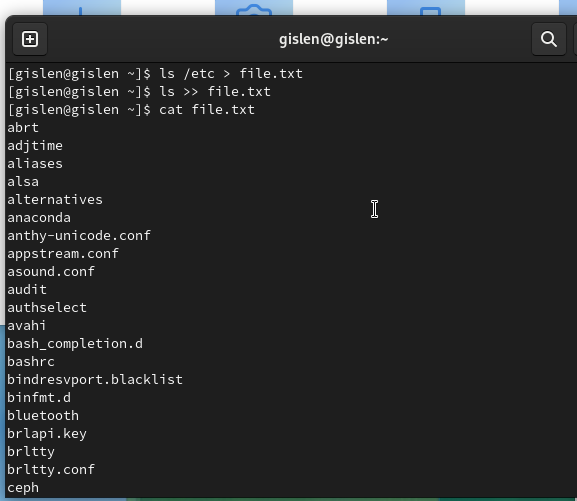 gislen@gislen:~
[gislen@gislen ~]$ ls /etc > file.txt
[gislen@gislen ~]$ ls >> file.txt
[gislen@gislen ~]$ cat file.txt
abrt
adjtime
aliases
alsa
alternatives
anaconda
anthy-unicode.conf
appstream.conf
asound.conf
audit
authselect
avahi
bash_completion.d
bashrc
bindresvport.blacklist
binfmt.d
bluetooth
brlapi.key
brltty
brltty.conf
ceph